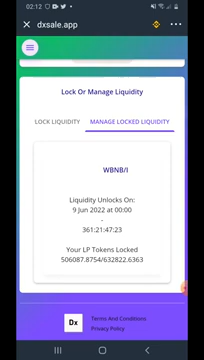 02:12
dxsale.app
Lock Or Manage Liquidity
LOCK LIQUIDITY
MANAGE LOCKED LIQUIDITY
WBNB/I
Liquidity Unlocks On:
9 Jun 2022 at 00:00
-
361:21:47:23
Your LP Tokens Locked
506087.8754/632822.6363
Dx
Terms And Conditions
Privacy Policy